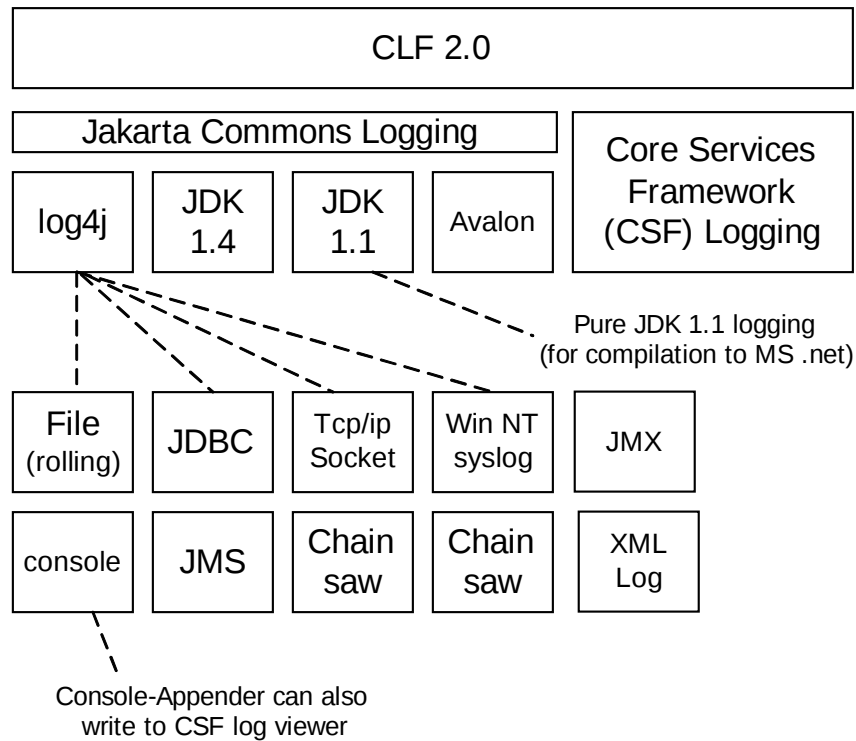 CLF 2.0
Jakarta Commons Logging
Core Services
Framework
(CSF) Logging
log4j
JDK
1.4
JDK
1.1
Avalon
Pure JDK 1.1 logging
(for compilation to MS .net)
File
(rolling)
JDBC
Tcp/ip
Socket
Win NT
syslog
JMX
console
JMS
Chain
saw
Chain
saw
XML
Log
Console-Appender can also
write to CSF log viewer